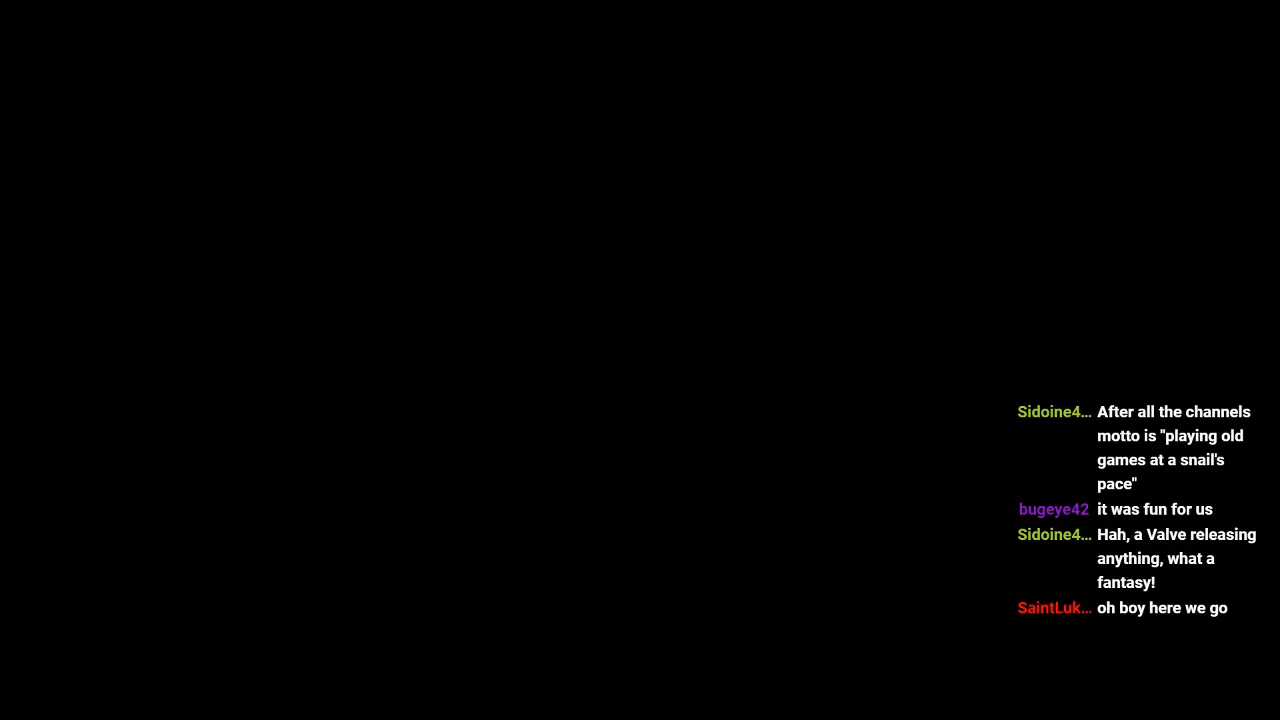 Sidoine4… After all the channels
motto is "playing old
games at a snail's
pace"
bugeye42 it was fun for us
Sidoine4… Hah, a Valve releasing
anything, what a
fantasy!
SaintLuk… oh boy here we go